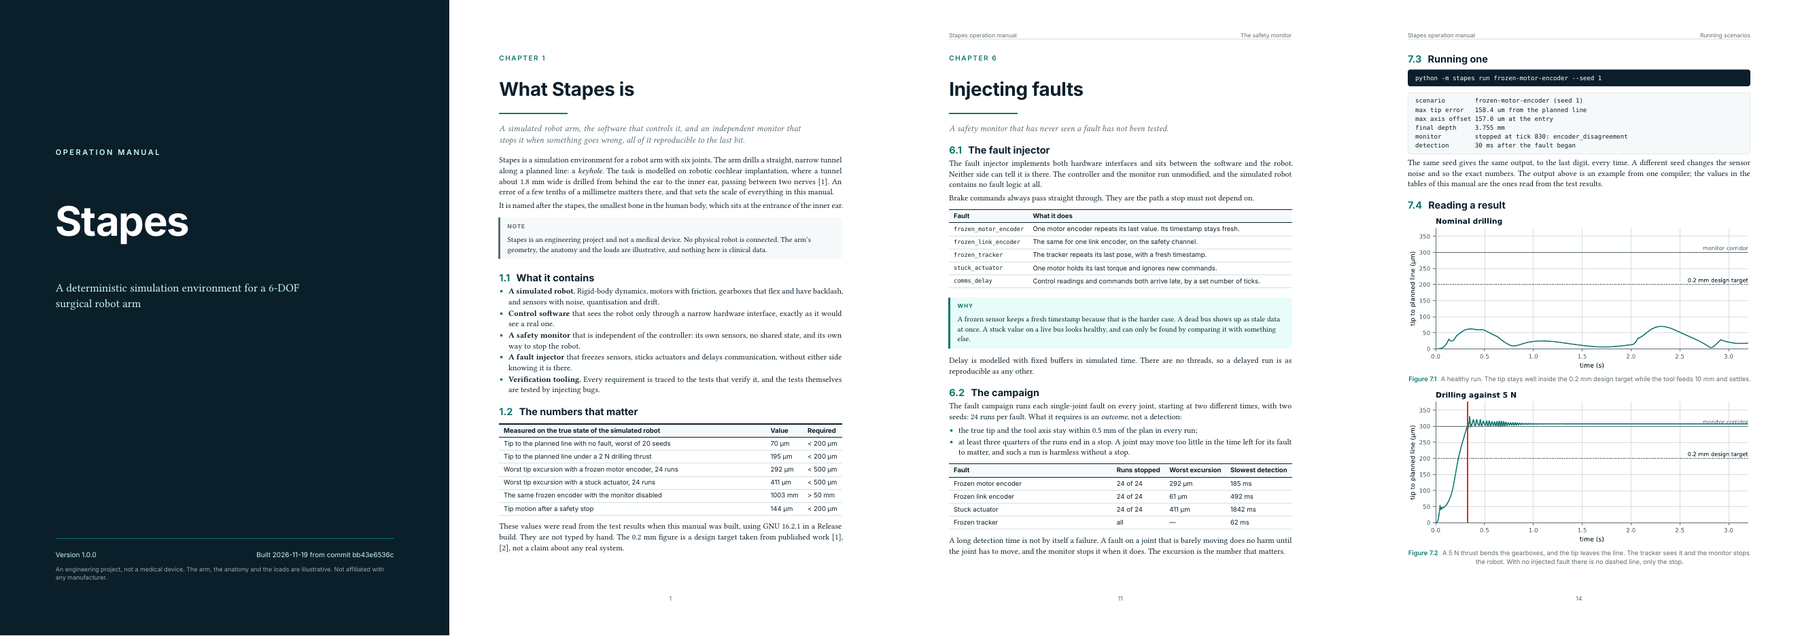 OPERATION MANUAL
Stapes
A deterministic simulation environment for a 6-DOF
surgical robot arm
Version 1.0.0
Built 2026-11-19 from commit bb43e6536c
An engineering project, not a medical device. The arm, the anatomy and the loads are illustrative. Not affiliated with
any manufacturer.
CHAPTER 1
What Stapes is
A simulated robot arm, the software that controls it, and an independent monitor that
stops it when something goes wrong, all of it reproducible to the last bit.
Stapes is a simulation environment for a robot arm with six joints. The arm drills a straight, narrow tunnel
along a planned line: a keyhole. The task is modelled on robotic cochlear implantation, where a tunnel
about 1.8 mm wide is drilled from behind the ear to the inner ear, passing between two nerves [1]. An
error of a few tenths of a millimetre matters there, and that sets the scale of everything in this manual.
It is named after the stapes, the smallest bone in the human body, which sits at the entrance of the inner ear.
NOTE
Stapes is an engineering project and not a medical device. No physical robot is connected. The arm's
geometry, the anatomy and the loads are illustrative, and nothing here is clinical data.
1.1 What it contains
• A simulated robot. Rigid-body dynamics, motors with friction, gearboxes that flex and have backlash,
and sensors with noise, quantisation and drift.
• Control software that sees the robot only through a narrow hardware interface, exactly as it would
see a real one.
• A safety monitor that is independent of the controller: its own sensors, no shared state, and its own
way to stop the robot.
• A fault injector that freezes sensors, sticks actuators and delays communication, without either side
knowing it is there.
• Verification tooling. Every requirement is traced to the tests that verify it, and the tests themselves
are tested by injecting bugs.
1.2 The numbers that matter
Measured on the true state of the simulated robot Value Required
Tip to the planned line with no fault, worst of 20 seeds 70 µm < 200 µm
Tip to the planned line under a 2 N drilling thrust 195 µm < 200 µm
Worst tip excursion with a frozen motor encoder, 24 runs 292 µm < 500 µm
Worst tip excursion with a stuck actuator, 24 runs 411 µm < 500 µm
The same frozen encoder with the monitor disabled 1003 mm > 50 mm
Tip motion after a safety stop 144 µm < 200 µm
These values were read from the test results when this manual was built, using GNU 16.2.1 in a Release
build. They are not typed by hand. The 0.2 mm figure is a design target taken from published work [1],
[2], not a claim about any real system.
1
Stapes operation manual The safety monitor
CHAPTER 6
Injecting faults
A safety monitor that has never seen a fault has not been tested.
6.1 The fault injector
The fault injector implements both hardware interfaces and sits between the software and the robot.
Neither side can tell it is there. The controller and the monitor run unmodified, and the simulated robot
contains no fault logic at all.
Brake commands always pass straight through. They are the path a stop must not depend on.
Fault What it does
frozen_motor_encoder One motor encoder repeats its last value. Its timestamp stays fresh.
frozen_link_encoder The same for one link encoder, on the safety channel.
frozen_tracker The tracker repeats its last pose, with a fresh timestamp.
stuck_actuator One motor holds its last torque and ignores new commands.
comms_delay Control readings and commands both arrive late, by a set number of ticks.
WHY
A frozen sensor keeps a fresh timestamp because that is the harder case. A dead bus shows up as stale data
at once. A stuck value on a live bus looks healthy, and can only be found by comparing it with something
else.
Delay is modelled with fixed buffers in simulated time. There are no threads, so a delayed run is as
reproducible as any other.
6.2 The campaign
The fault campaign runs each single-joint fault on every joint, starting at two different times, with two
seeds: 24 runs per fault. What it requires is an outcome, not a detection:
• the true tip and the tool axis stay within 0.5 mm of the plan in every run;
• at least three quarters of the runs end in a stop. A joint may move too little in the time left for its fault
to matter, and such a run is harmless without a stop.
Fault Runs stopped Worst excursion Slowest detection
Frozen motor encoder 24 of 24 292 µm 185 ms
Frozen link encoder 24 of 24 61 µm 492 ms
Stuck actuator 24 of 24 411 µm 1842 ms
Frozen tracker all — 62 ms
A long detection time is not by itself a failure. A fault on a joint that is barely moving does no harm until
the joint has to move, and the monitor stops it when it does. The excursion is the number that matters.
11
Stapes operation manual Running scenarios
7.3 Running one
python -m stapes run frozen-motor-encoder --seed 1
scenario frozen-motor-encoder (seed 1)
max tip error 158.4 um from the planned line
max axis offset 157.0 um at the entry
final depth 3.755 mm
monitor stopped at tick 830: encoder_disagreement
detection 30 ms after the fault began
The same seed gives the same output, to the last digit, every time. A different seed changes the sensor
noise and so the exact numbers. The output above is an example from one compiler; the values in the
tables of this manual are the ones read from the test results.
7.4 Reading a result
Nominal drilling
350
300
250
200
150
100
50
0
tip to planned line (µm)
monitor corridor
0.2 mm design target
0.0 0.5 1.0 1.5 2.0 2.5 3.0
time (s)
Figure 7.1 A healthy run. The tip stays well inside the 0.2 mm design target while the tool feeds 10 mm and settles.
Drilling against 5 N
350
300
250
200
150
100
50
0
tip to planned line (µm)
monitor corridor
0.2 mm design target
0.0 0.5 1.0 1.5 2.0 2.5 3.0
time (s)
Figure 7.2 A 5 N thrust bends the gearboxes, and the tip leaves the line. The tracker sees it and the monitor stops
the robot. With no injected fault there is no dashed line, only the stop.
14